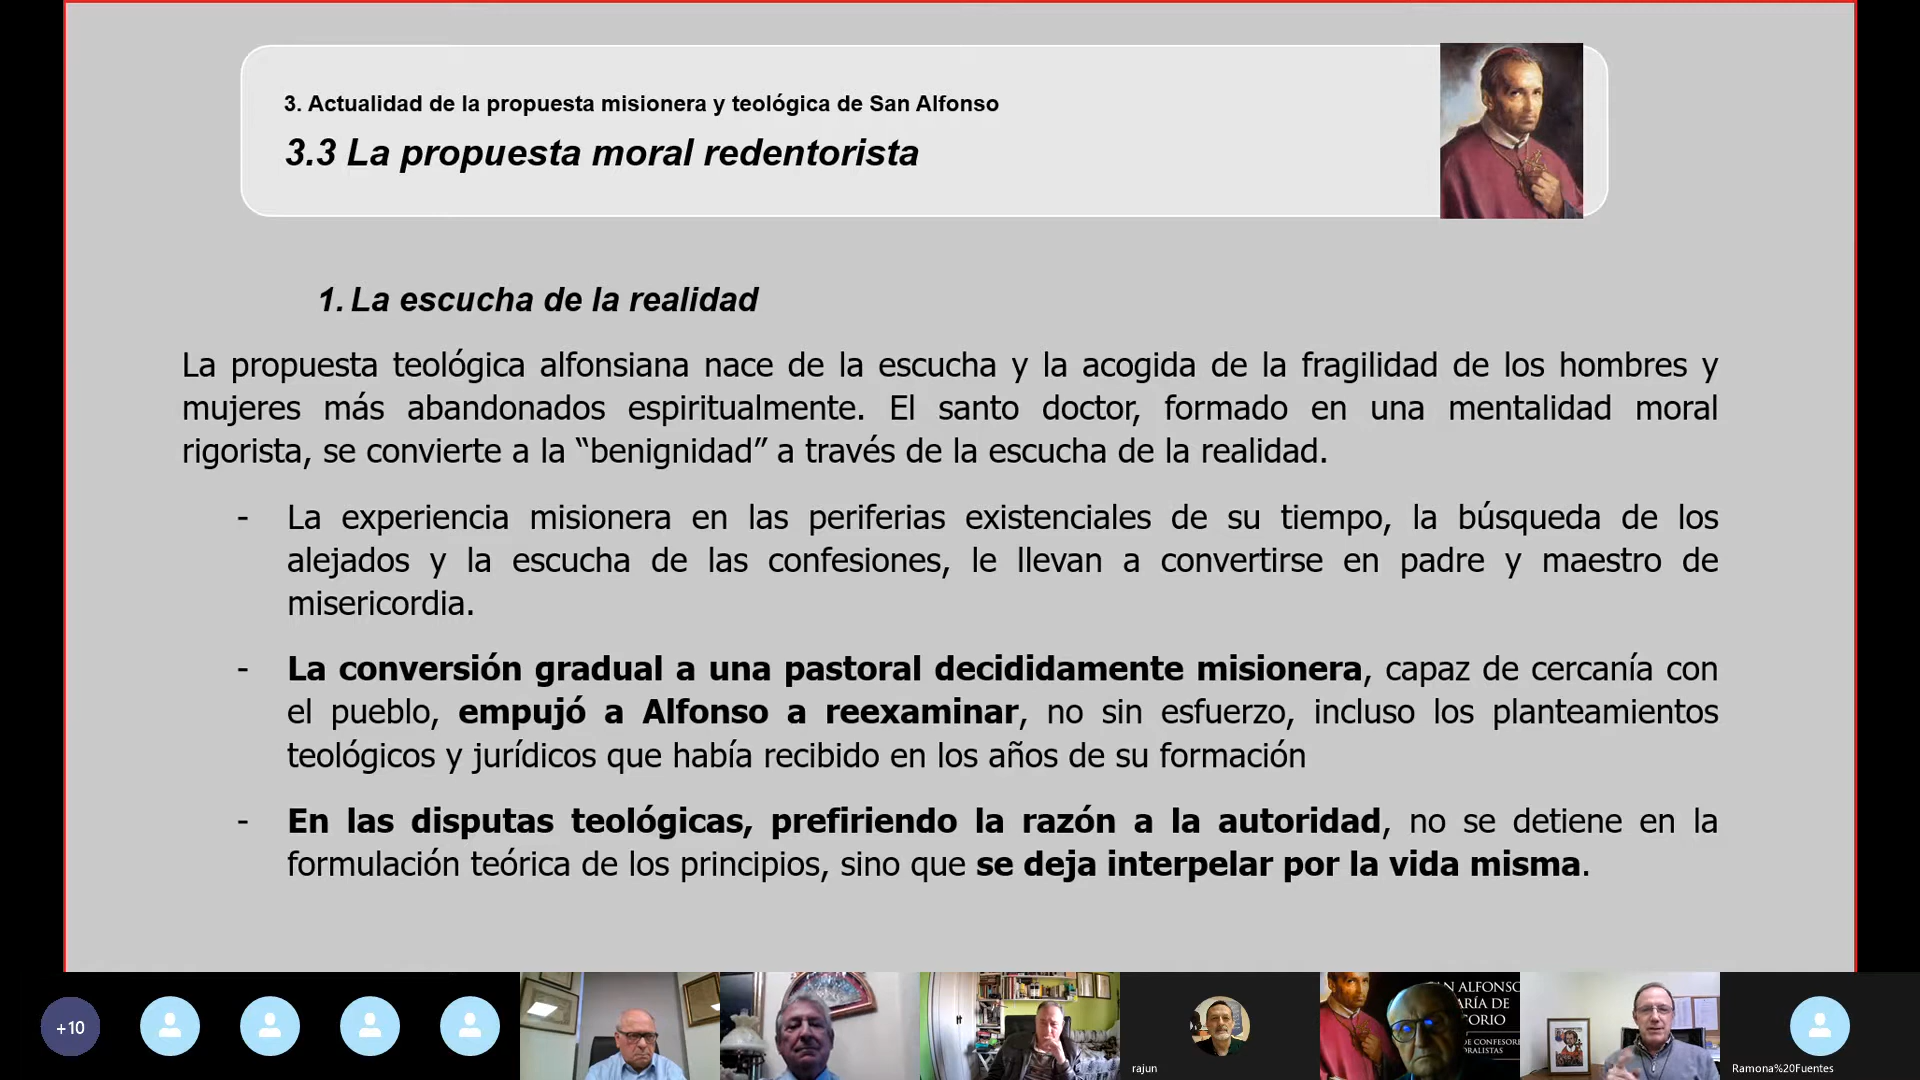 3. Actualidad de la propuesta misionera y teológica de San Alfonso
3.3 La propuesta moral redentorista
1. La escucha de la realidad
La propuesta teológica alfonsiana nace de la escucha y la acogida de la fragilidad de los hombres y
mujeres más abandonados espiritualmente. El santo doctor, formado en una mentalidad moral
rigorista, se convierte a la “benignidad” a través de la escucha de la realidad.
- La experiencia misionera en las periferias existenciales de su tiempo, la búsqueda de los
alejados y la escucha de las confesiones, le llevan a convertirse en padre y maestro de
misericordia.
- La conversión gradual a una pastoral decididamente misionera, capaz de cercanía con
el pueblo, empujó a Alfonso a reexaminar, no sin esfuerzo, incluso los planteamientos
teológicos y jurídicos que había recibido en los años de su formación
- En las disputas teológicas, prefiriendo la razón a la autoridad, no se detiene en la
formulación teórica de los principios, sino que se deja interpelar por la vida misma.
+10
rajun
N ALFONSO
ARÍA DE
ORIO
DE CONFESORE
ORALISTAS
Ramona%20Fuentes